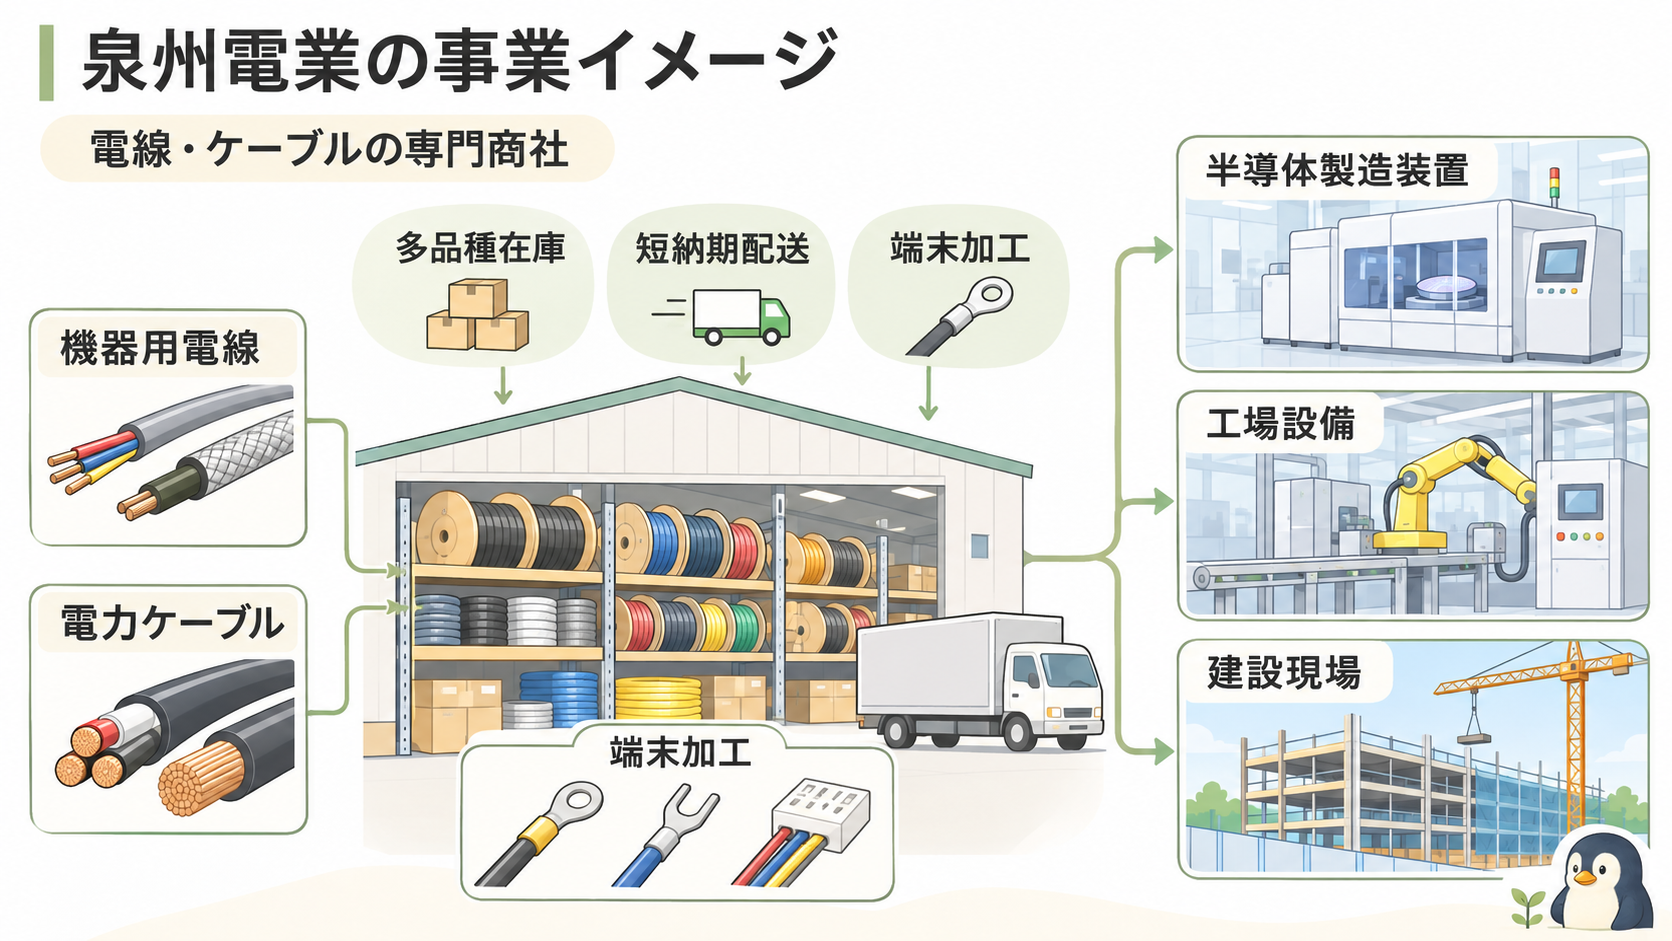 泉州電業の事業イメージ
電線・ケーブルの専門商社
多品種在庫
短納期配送
端末加工
機器用電線
電力ケーブル
端末加工
半導体製造装置
工場設備
建設現場